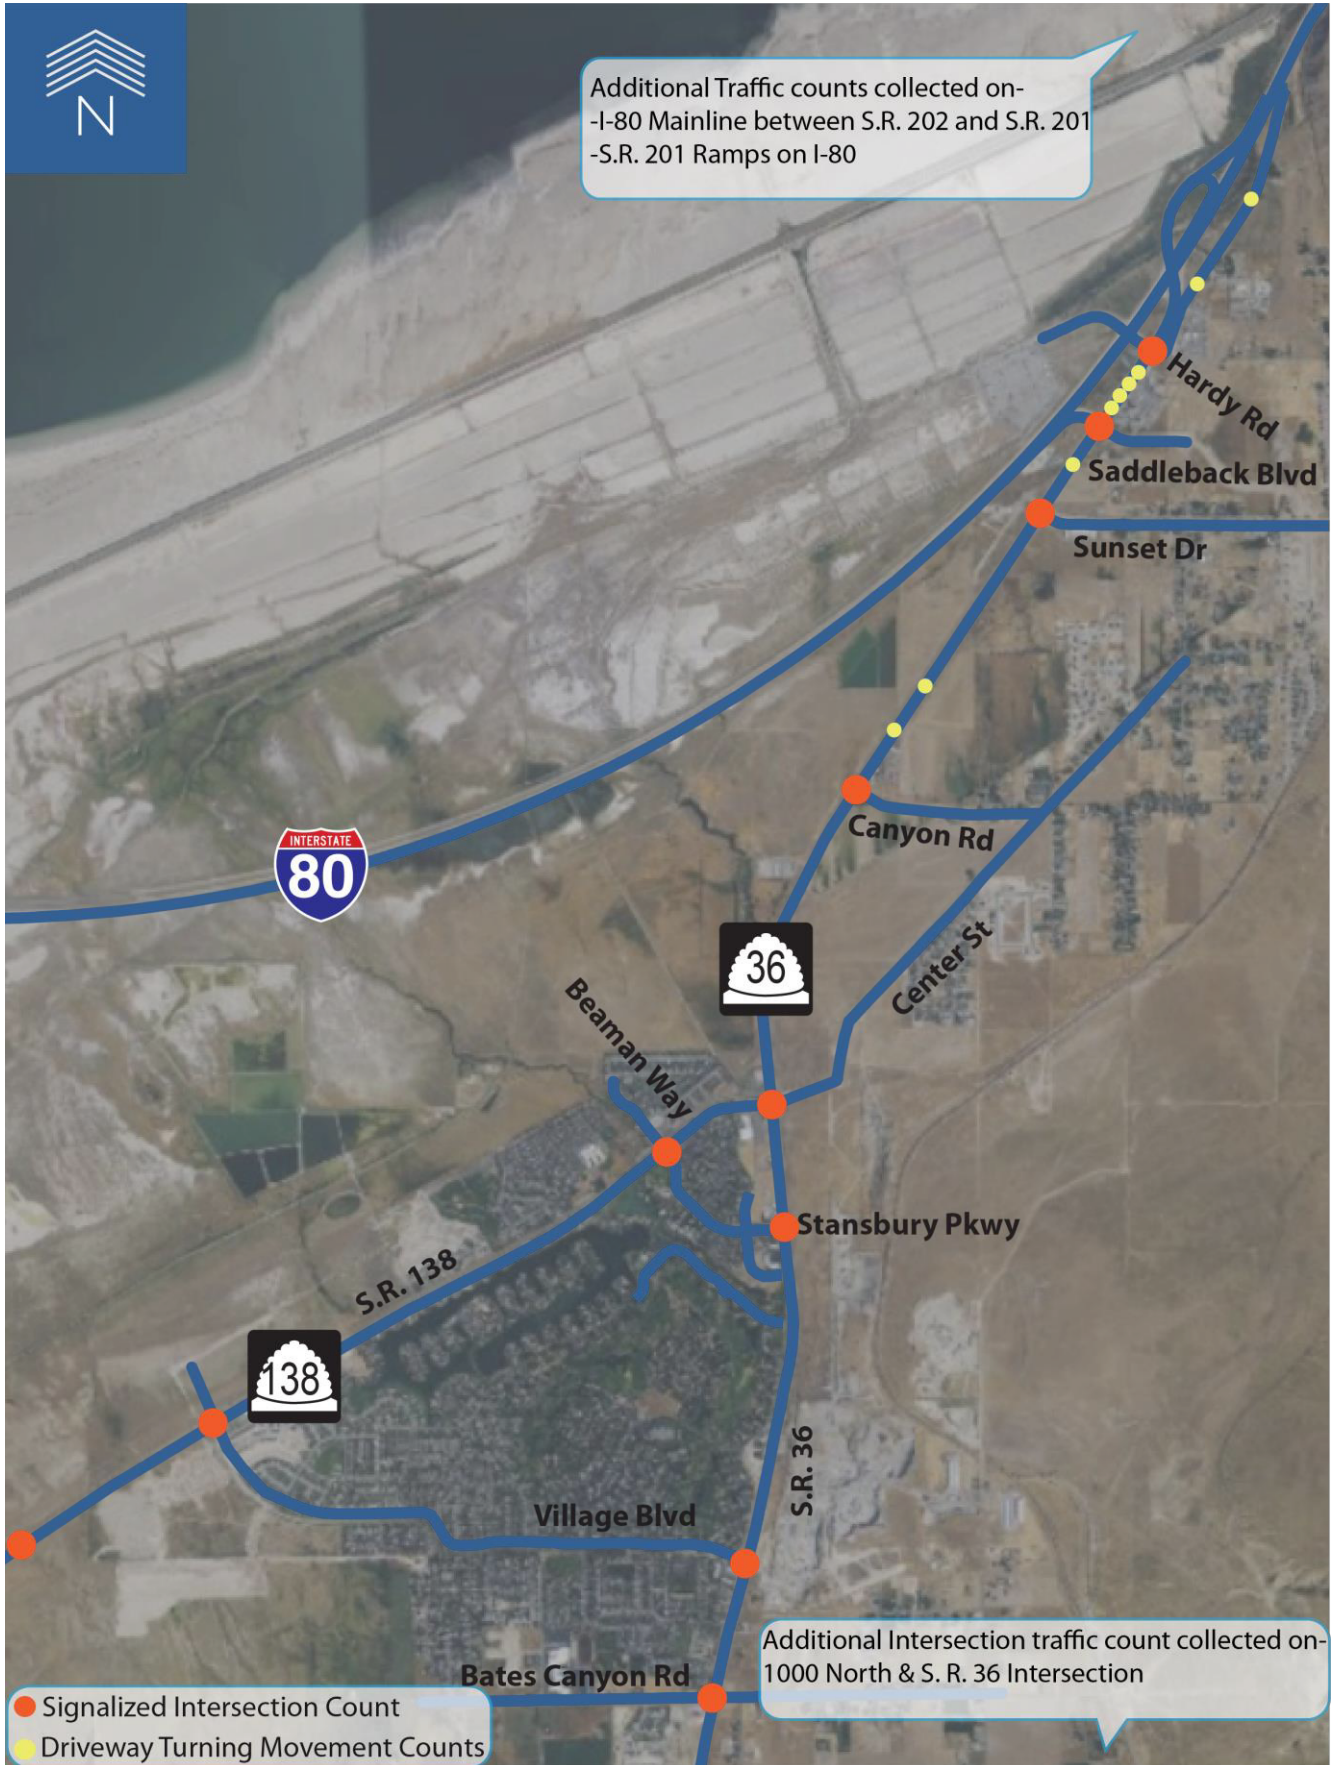 N
Additional Traffic counts collected on-
-I-80 Mainline between S.R. 202 and S.R. 201
-S.R. 201 Ramps on I-80
Hardy Rd
Saddleback Blvd
Sunset Dr
Canyon Rd
INTERSTATE
80
36
Center St
Beaman Way
Stansbury Pkwy
S.R. 138
138
S.R. 36
Village Blvd
Additional Intersection traffic count collected on-
1000 North & S. R. 36 Intersection
Bates Canyon Rd
Signalized Intersection Count
Driveway Turning Movement Counts